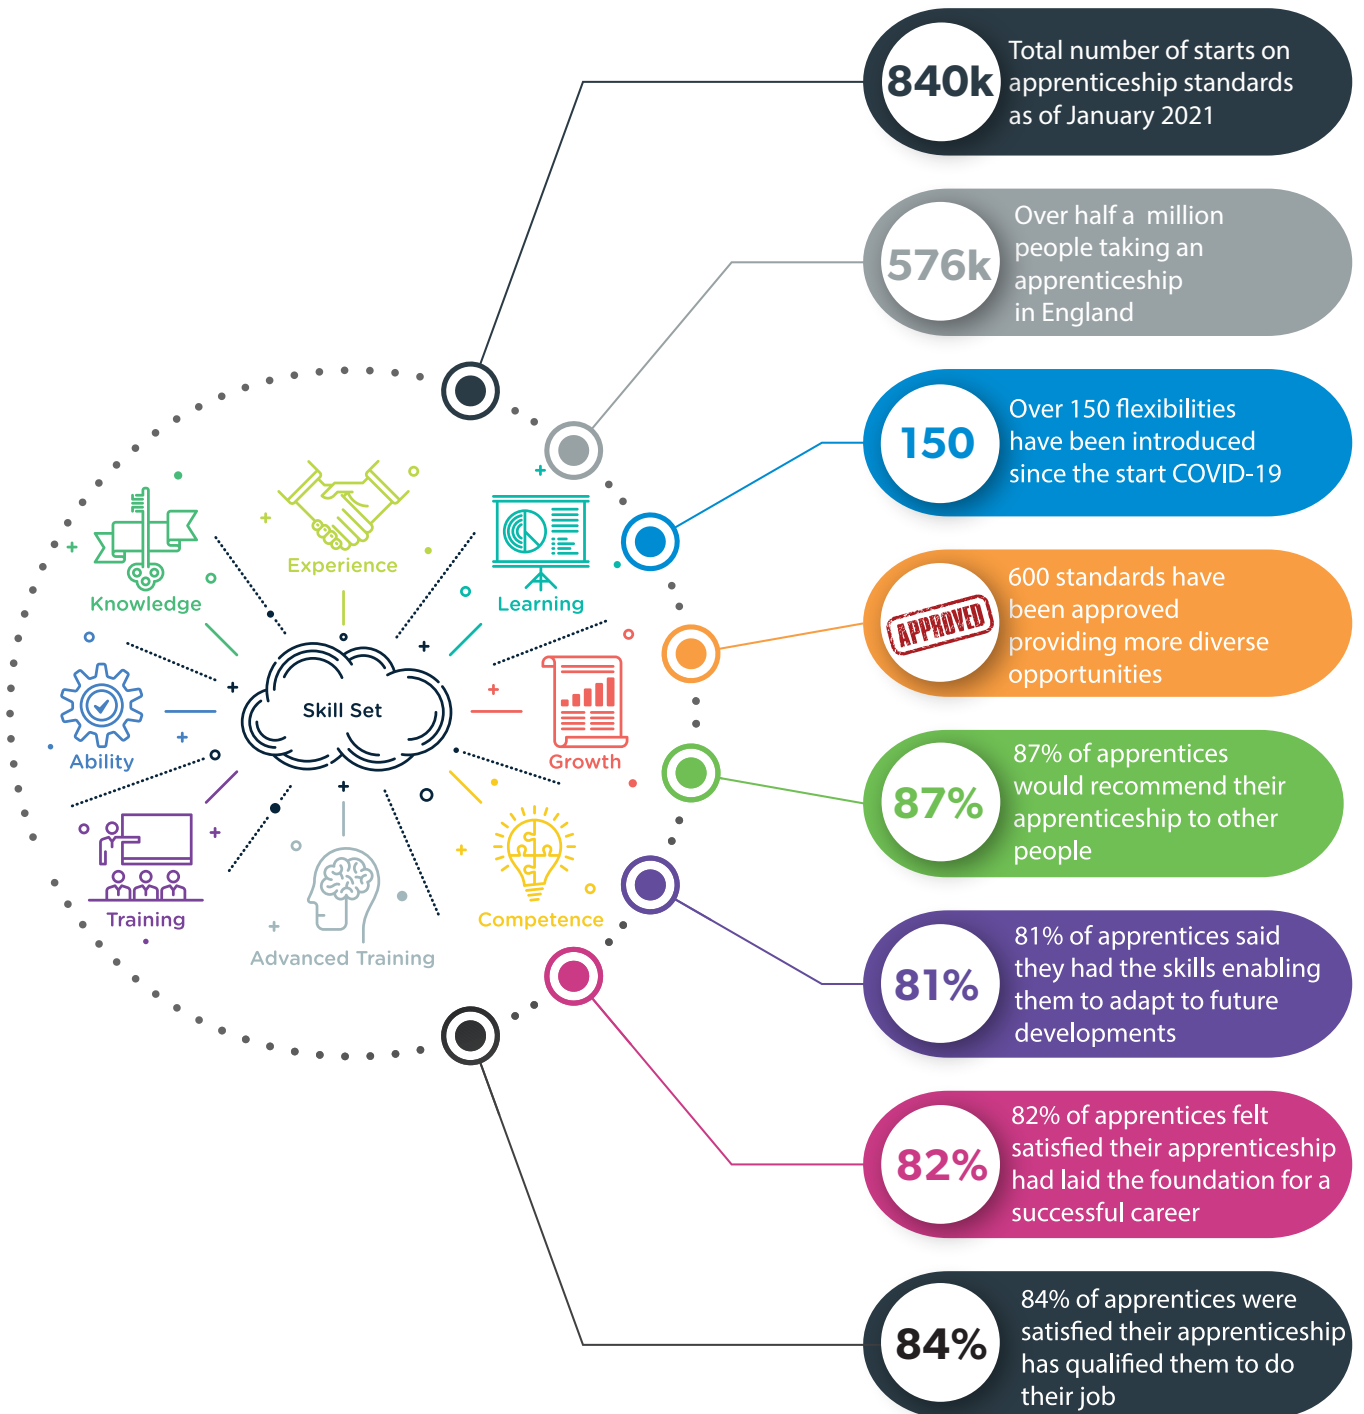 840k
Total number of starts on
apprenticeship standards
as of January 2021
576k
Over half a  million
people taking an
apprenticeship
in England
150
Over 150 flexibilities
have been introduced
since the start COVID-19
APPROVED
600 standards have
been approved
providing more diverse
opportunities
87%
87% of apprentices
would recommend their
apprenticeship to other
people
81%
81% of apprentices said
they had the skills enabling
them to adapt to future
developments
82%
82% of apprentices felt
satisfied their apprenticeship
had laid the foundation for a
successful career
84%
84% of apprentices were
satisfied their apprenticeship
has qualified them to do
their job
Skill Set
Experience
Learning
Growth
Competence
Advanced Training
Training
Ability
Knowledge